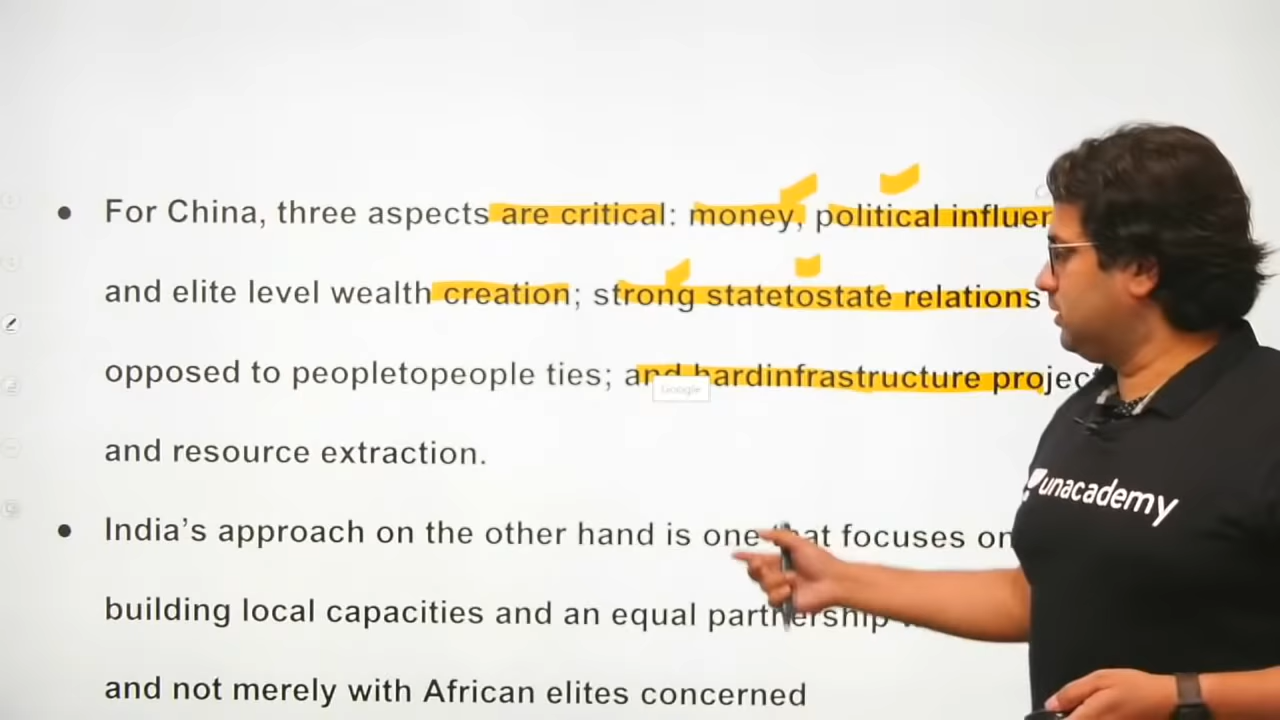 For China, three aspects are critical: money, political influen
and elite level wealth creation; strong statetostate relations
opposed to peopletopeople ties; and hardinfrastructure projec
and resource extraction.
India's approach on the other hand is one that focuses on
building local capacities and an equal partnership
and not merely with African elites concerned
Google
unacademy